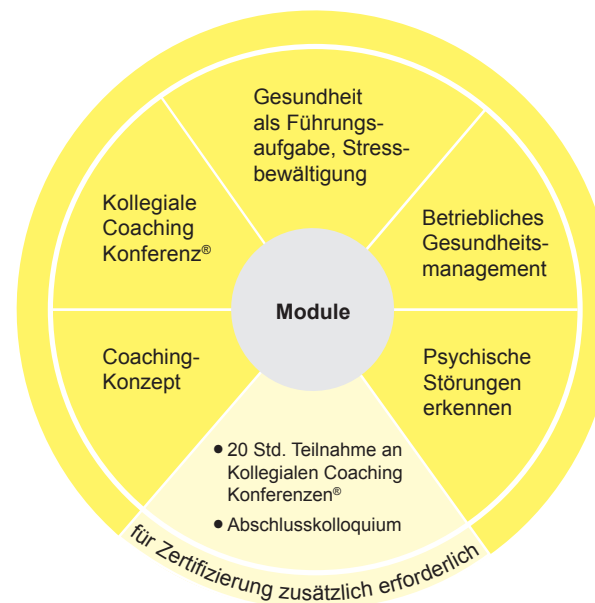 Gesundheit
als Führungs-
aufgabe, Stress-
bewältigung
Kollegiale
Coaching
Konferenz®
Betriebliches
Gesundheits-
management
Module
Coaching-
Konzept
Psychische
Störungen
erkennen
• 20 Std. Teilnahme an
Kollegialen Coaching
Konferenzen®
• Abschlusskolloquium
für Zertifizierung zusätzlich erforderlich